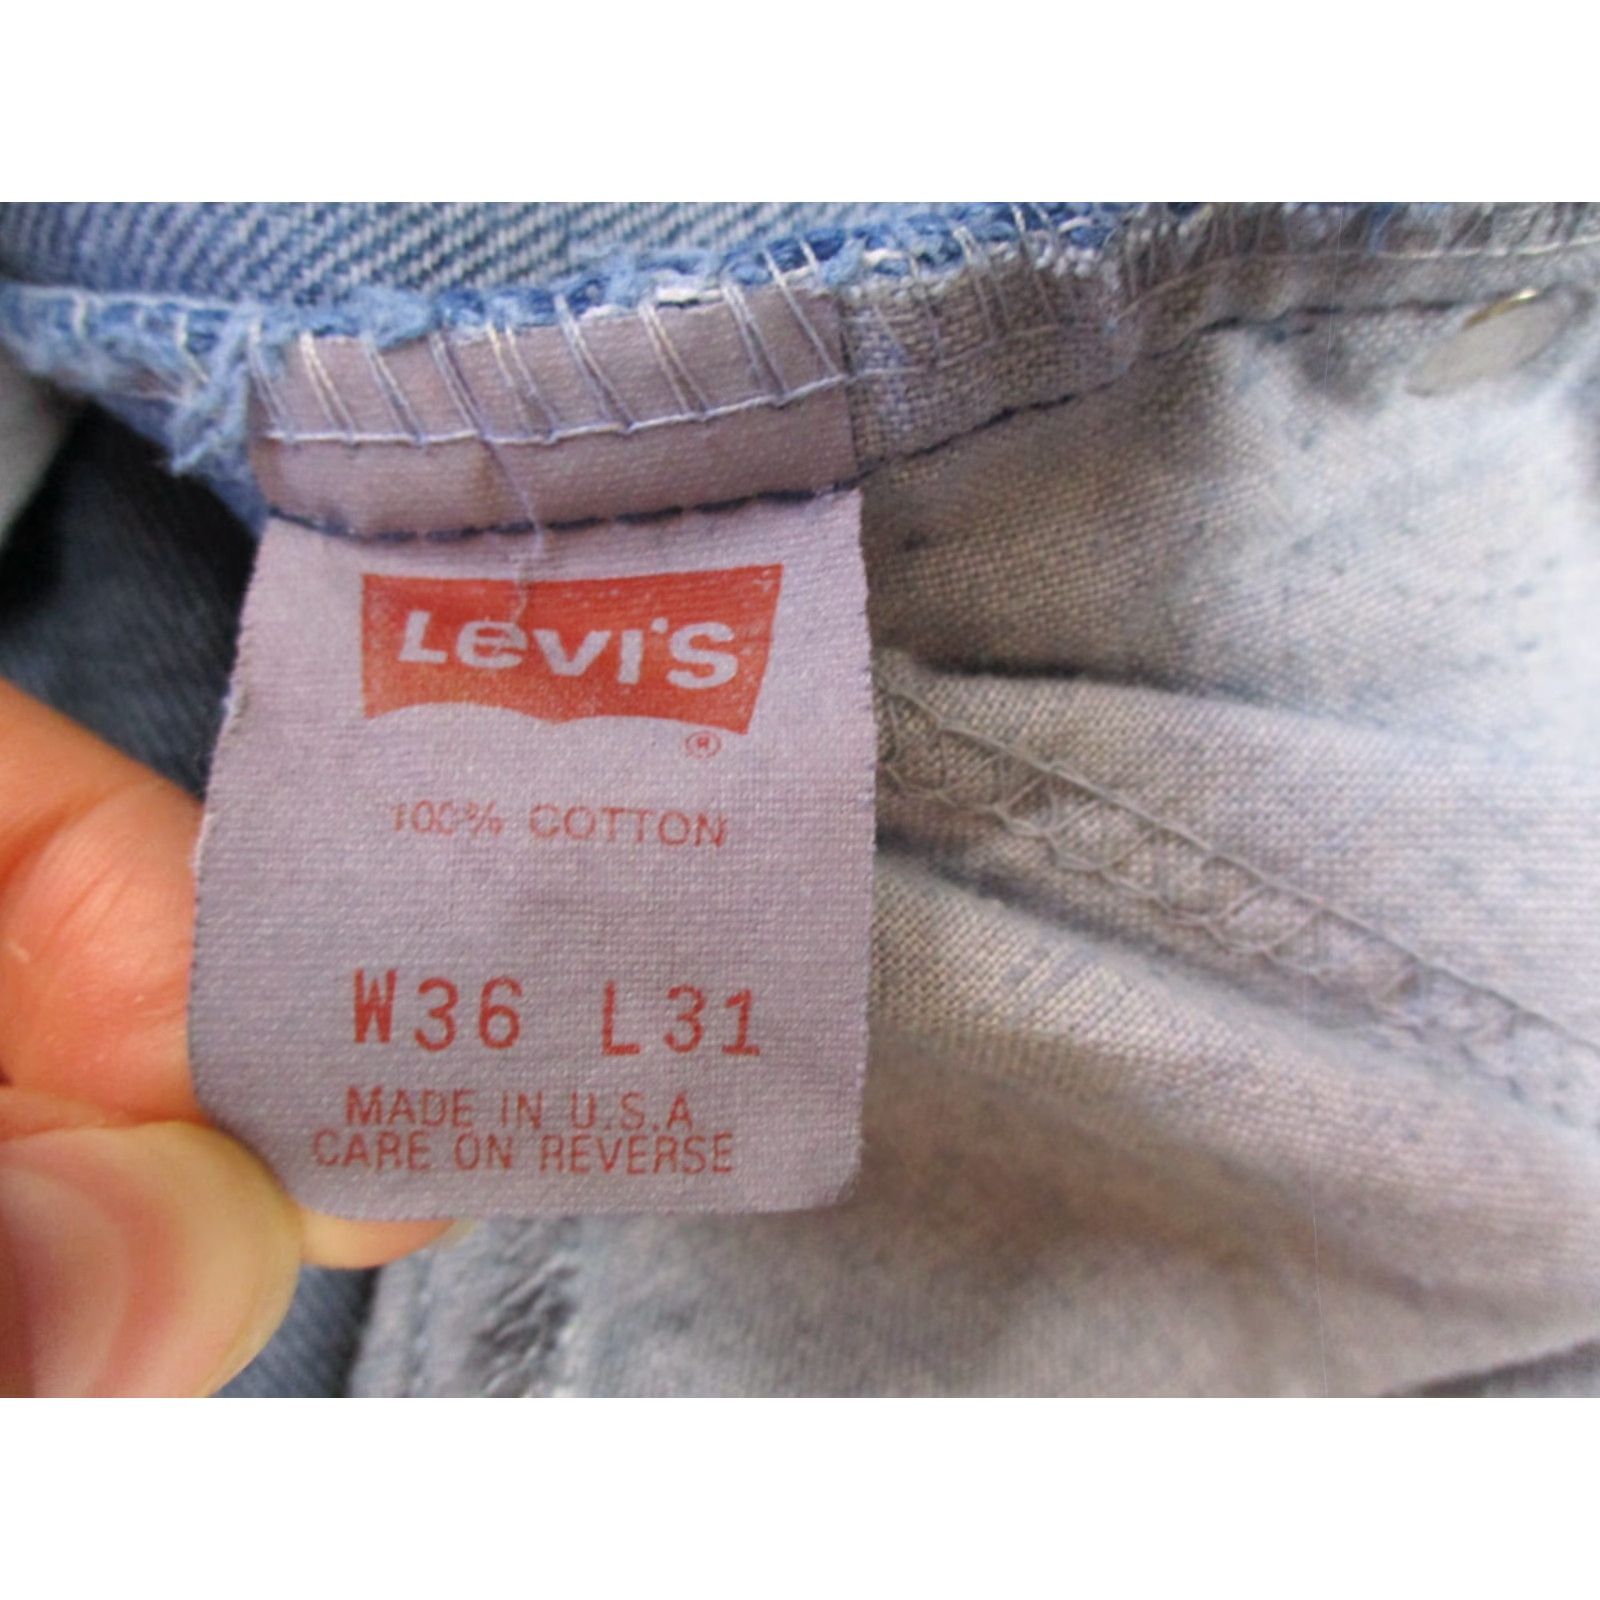 Levi's
®
100% COTTON
W36 L31
MADE IN U.S.A
CARE ON REVERSE